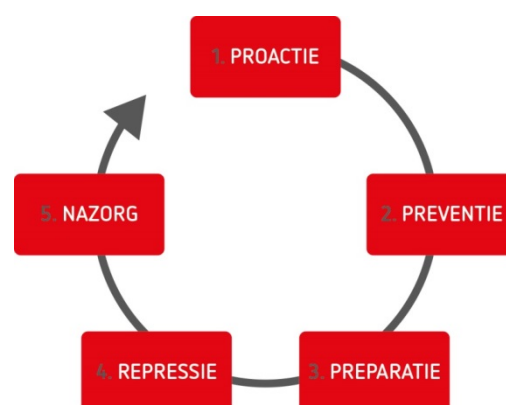 1. PROACTIE
2. PREVENTIE
3. PREPARATIE
4. REPRESSIE
5. NAZORG